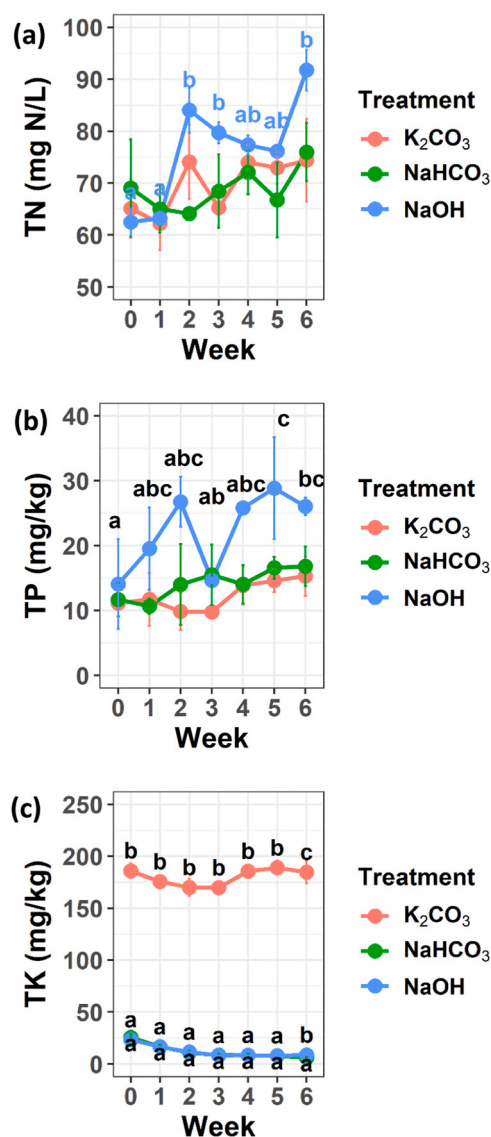 (a)
TN (mg N/L)
100
90
80
70
60
50
a a b b ab ab b
0 1 2 3 4 5 6
Week
Treatment
K₂CO₃
NaHCO₃
NaOH
(b)
TP (mg/kg)
40
30
20
10
0
a abc abc ab abc c bc
0 1 2 3 4 5 6
Week
Treatment
K₂CO₃
NaHCO₃
NaOH
(c)
TK (mg/kg)
250
200
150
100
50
0
b b b b b b c
a a a a a a b
a a a a a a a
0 1 2 3 4 5 6
Week
Treatment
K₂CO₃
NaHCO₃
NaOH